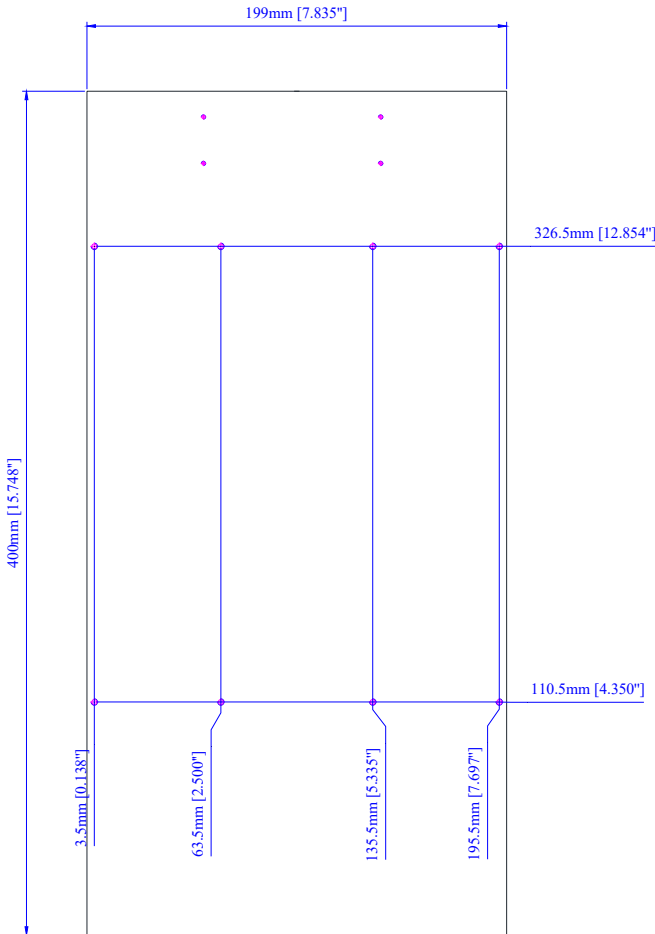 199mm [7.835"]
326.5mm [12.854"]
400mm [15.748"]
110.5mm [4.350"]
3.5mm [0.138"]
63.5mm [2.500"]
135.5mm [5.335"]
195.5mm [7.697"]